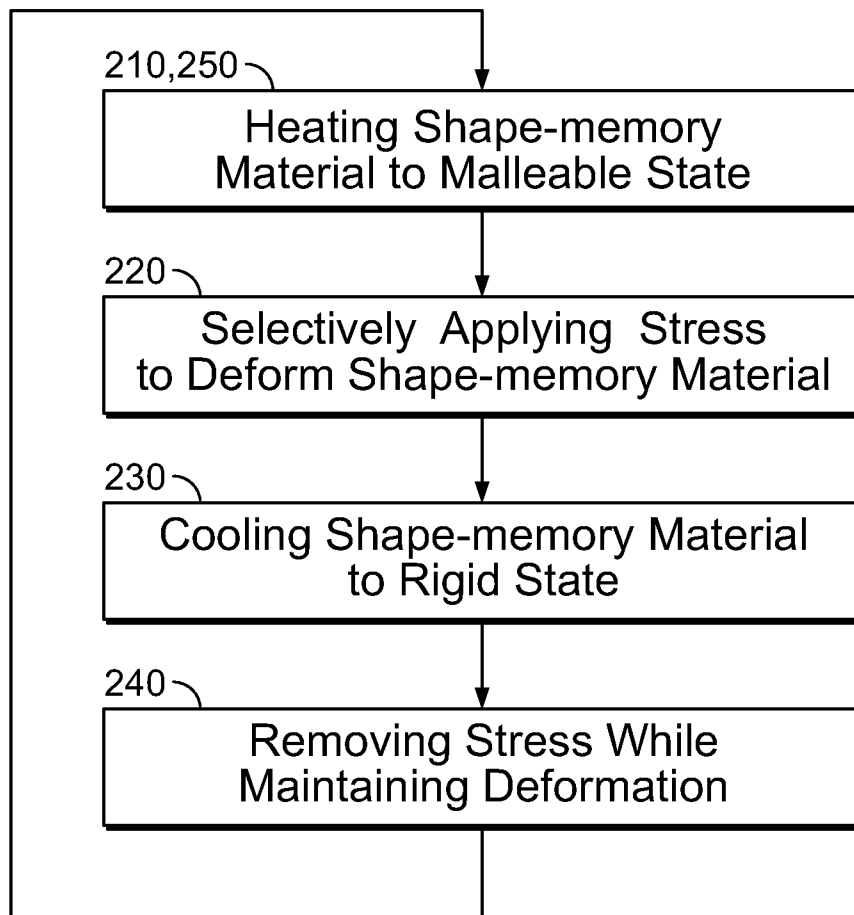 210,250
Heating Shape-memory
Material to Malleable State
220
Selectively Applying Stress
to Deform Shape-memory Material
230
Cooling Shape-memory Material
to Rigid State
240
Removing Stress While
Maintaining Deformation